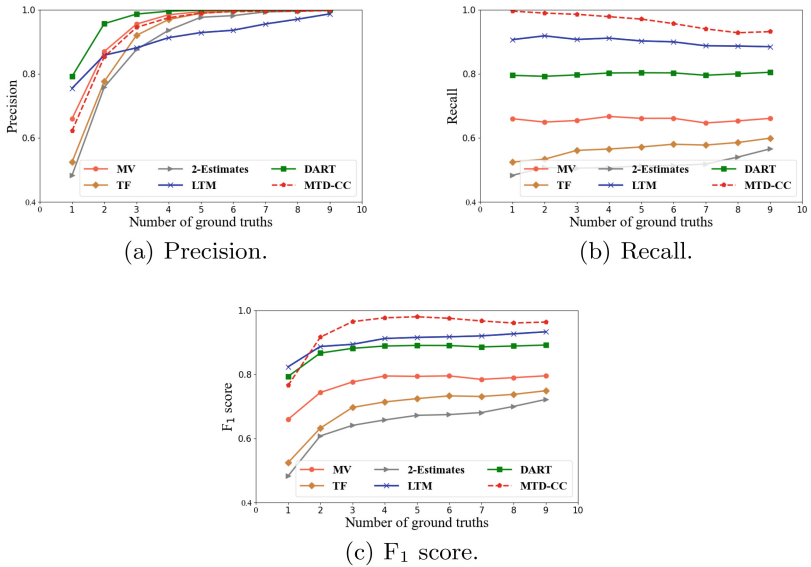 1.0
0.8
0.6
0.4
Precision
MV 2-Estimates DART
TF LTM MTD-CC
0 1 2 3 4 5 6 7 8 9 10
Number of ground truths
(a) Precision.
1.0
0.8
0.6
0.4
Recall
MV 2-Estimates DART
TF LTM MTD-CC
0 1 2 3 4 5 6 7 8 9 10
Number of ground truths
(b) Recall.
1.0
0.8
0.6
0.4
F1 score
MV 2-Estimates DART
TF LTM MTD-CC
0 1 2 3 4 5 6 7 8 9 10
Number of ground truths
(c) F1 score.